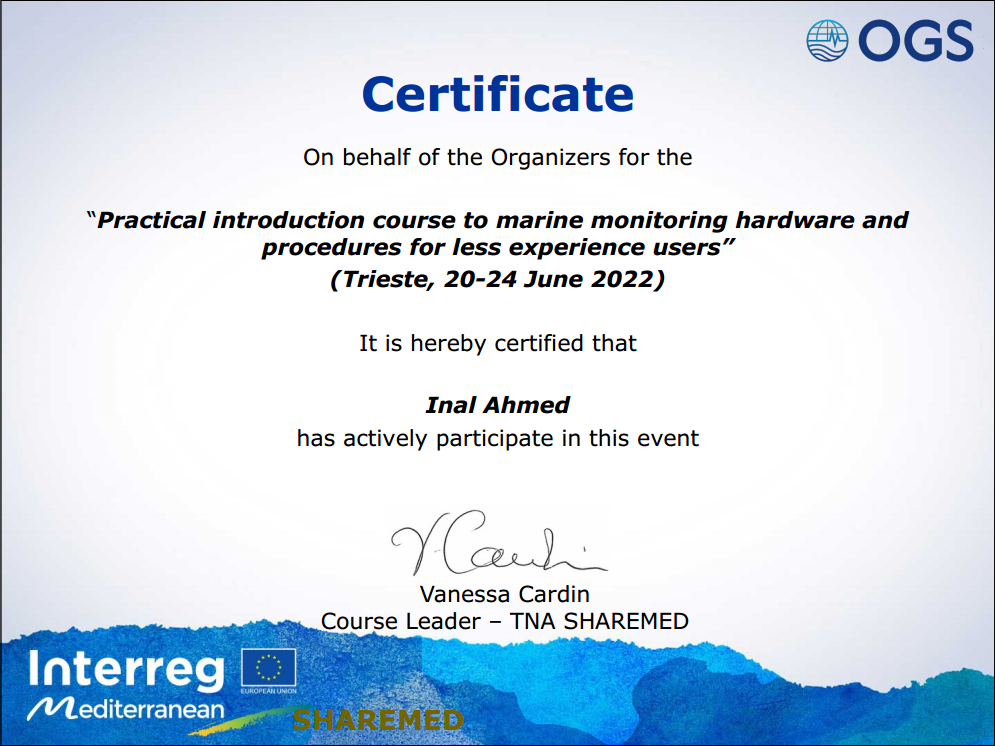 OGS
Certificate
On behalf of the Organizers for the
“Practical introduction course to marine monitoring hardware and
procedures for less experience users”
(Trieste, 20-24 June 2022)
It is hereby certified that
Inal Ahmed
has actively participate in this event
V Cardin
Vanessa Cardin
Course Leader – TNA SHAREMED
Interreg
Mediterranean
EUROPEAN UNION
SHAREMED